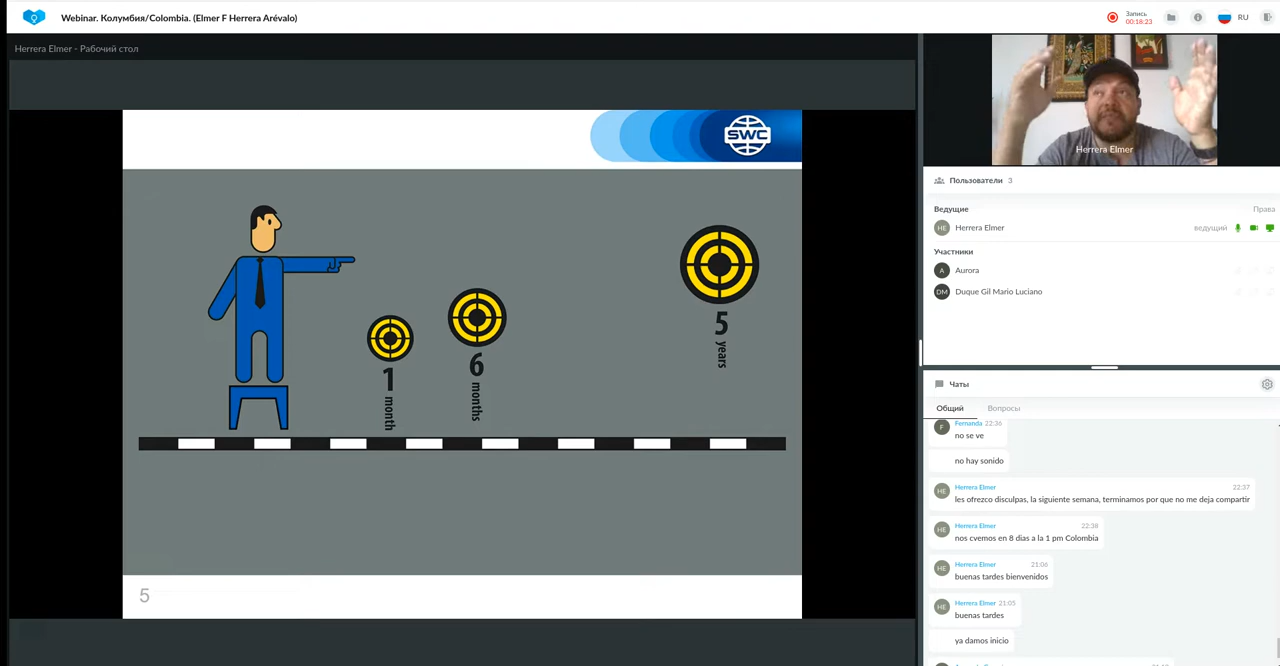 Webinar. Колумбия/Colombia. (Elmer F Herrera Arévalo)
Запись
00:18:23
RU
Herrera Elmer - Рабочий стол
SWC
1
month
6
months
5
years
5
Herrera Elmer
Пользователи 3
Ведущие
Права
HE
Herrera Elmer
ведущий
Участники
A
Aurora
DM
Duque Gil Mario Luciano
Чаты
Общий
Вопросы
F
Fernanda 22:36
no se ve
no hay sonido
HE
Herrera Elmer 22:37
les ofrezco disculpas, la siguiente semana, terminamos por que no me deja compartir
HE
Herrera Elmer 22:38
nos cvemos en 8 dias a la 1 pm Colombia
HE
Herrera Elmer 21:06
buenas tardes bienvenidos
HE
Herrera Elmer 21:05
buenas tardes
ya damos inicio